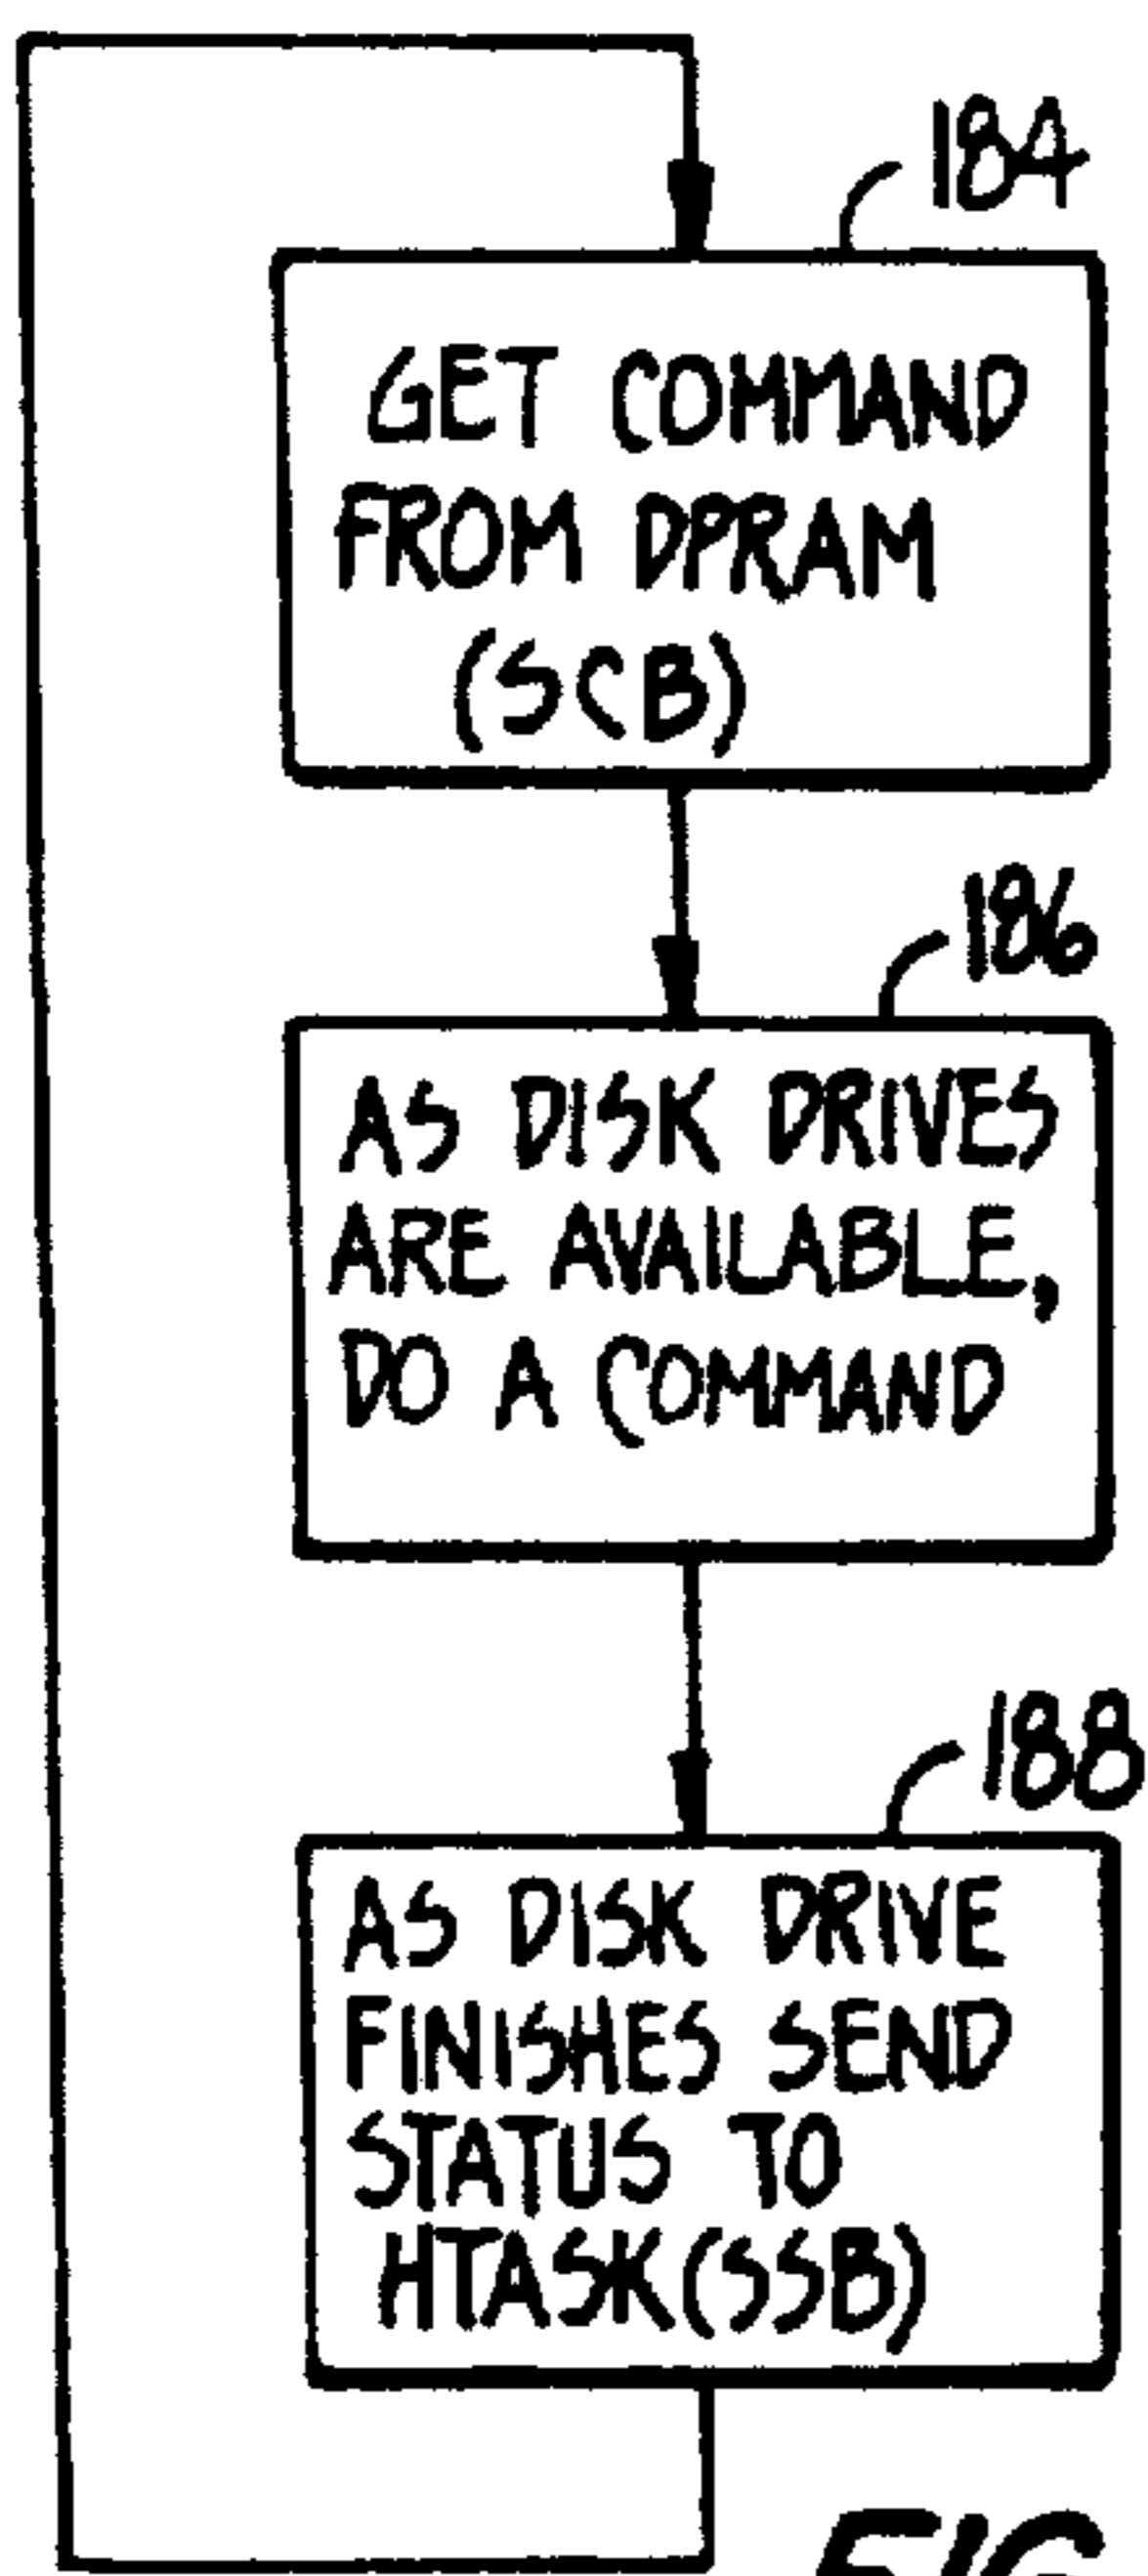 184
GET COMMAND
FROM DPRAM
(SCB)
186
AS DISK DRIVES
ARE AVAILABLE,
DO A COMMAND
188
AS DISK DRIVE
FINISHES SEND
STATUS TO
HTASK(SSB)
FIG